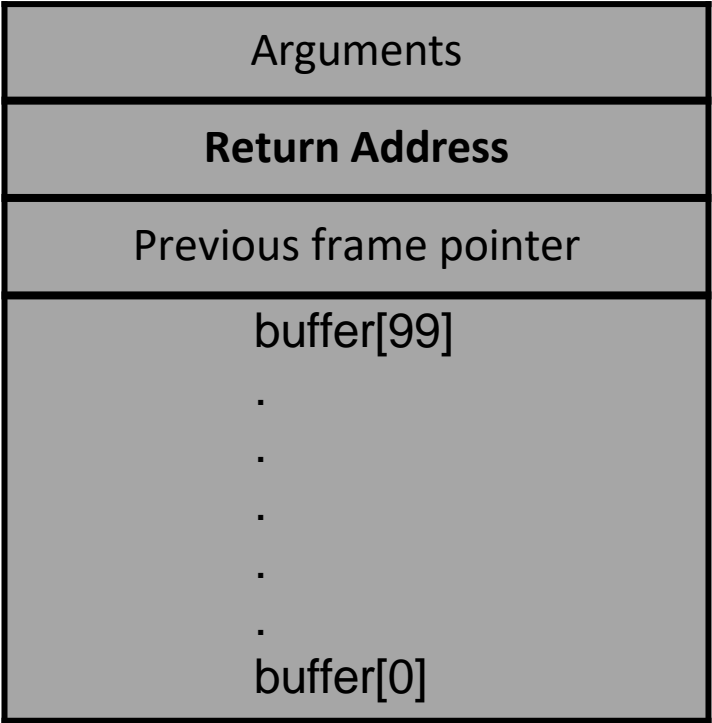 Arguments
Return Address
Previous frame pointer
buffer[99]
.
.
.
.
.
buffer[0]